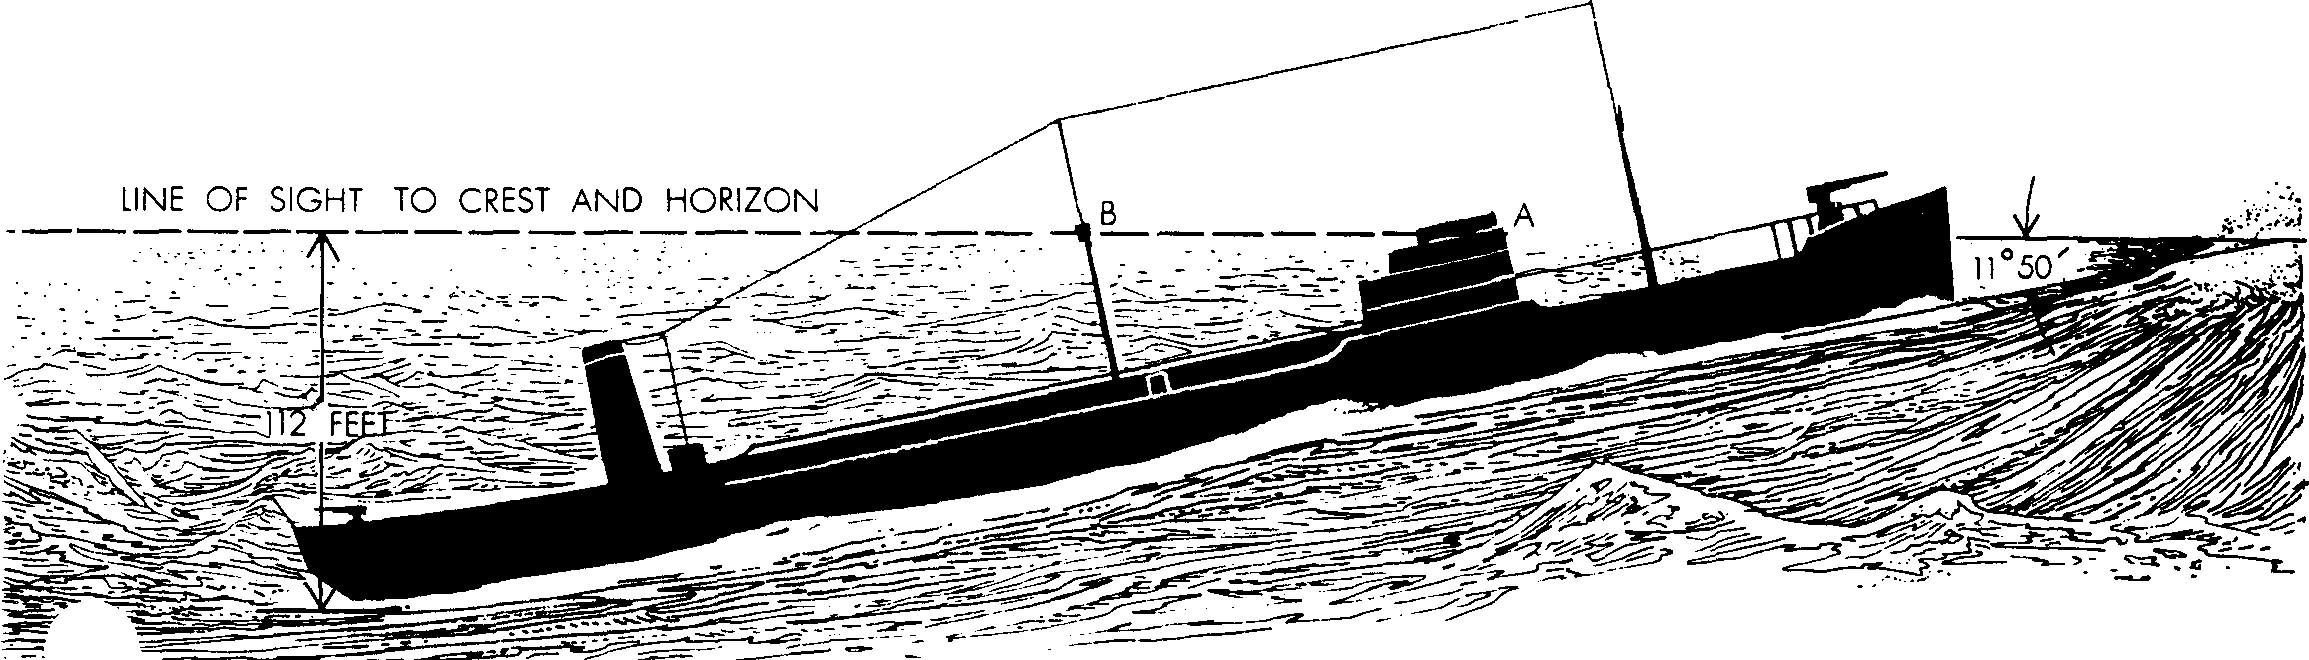 LINE OF SIGHT TO CREST AND HORIZON
B
A
11°50′
112 FEET